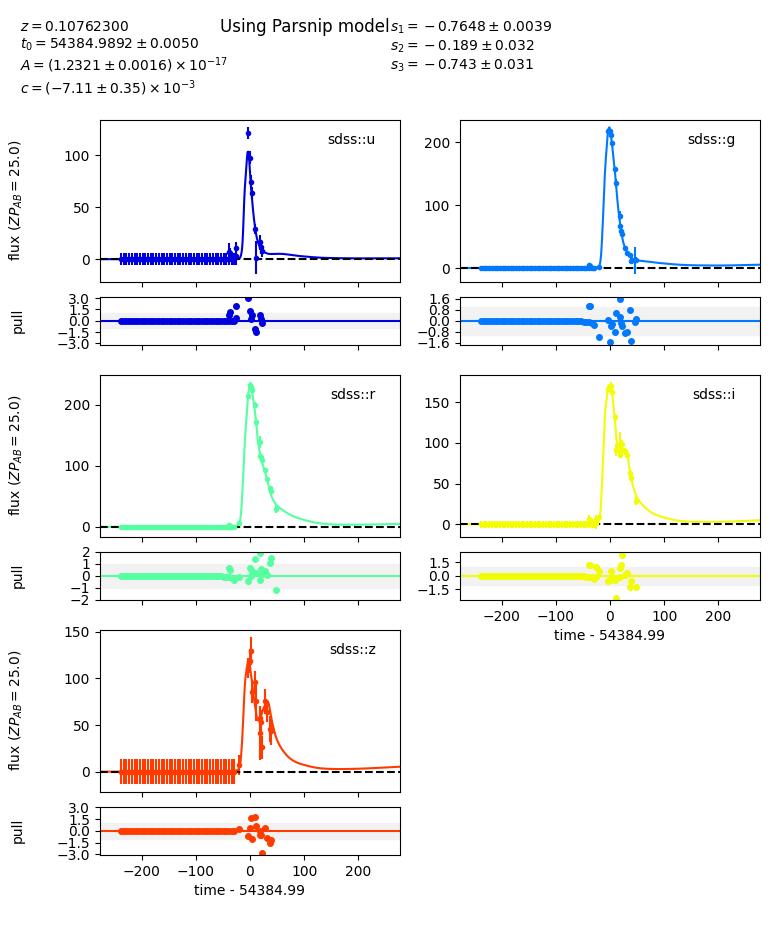 Using Parsnip model
z = 0.10762300
t0 = 54384.9892 ± 0.0050
A = (1.2321 ± 0.0016) × 10^−17
c = (−7.11 ± 0.35) × 10^−3
s1 = −0.7648 ± 0.0039
s2 = −0.189 ± 0.032
s3 = −0.743 ± 0.031
sdss::u
flux (ZP_AB = 25.0)
100
50
0
pull
3.0
1.5
0.0
−1.5
−3.0
sdss::g
200
100
0
1.6
0.8
0.0
−0.8
−1.6
sdss::r
flux (ZP_AB = 25.0)
200
100
0
pull
2
1
0
−1
−2
sdss::i
150
100
50
0
1.5
0.0
−1.5
−200 −100 0 100 200
time - 54384.99
sdss::z
flux (ZP_AB = 25.0)
150
100
50
0
pull
3.0
1.5
0.0
−1.5
−3.0
−200 −100 0 100 200
time - 54384.99